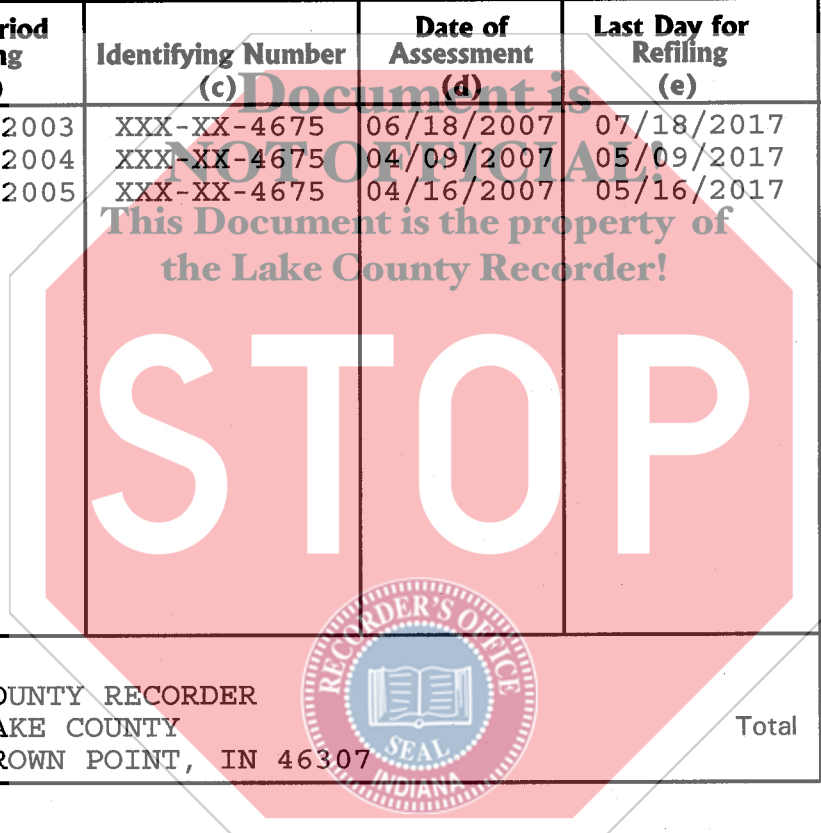 riod
ng
)
Identifying Number
(c)
Date of
Assessment
(d)
Last Day for
Refiling
(e)
2003 XXX-XX-4675 06/18/2007 07/18/2017
2004 XXX-XX-4675 04/09/2007 05/09/2017
2005 XXX-XX-4675 04/16/2007 05/16/2017
Document is
NOT OFFICIAL!
This Document is the property of
the Lake County Recorder!
STOP
RECORDER'S OFFICE
SEAL
INDIANA
OUNTY RECORDER
AKE COUNTY
ROWN POINT, IN 46307
Total